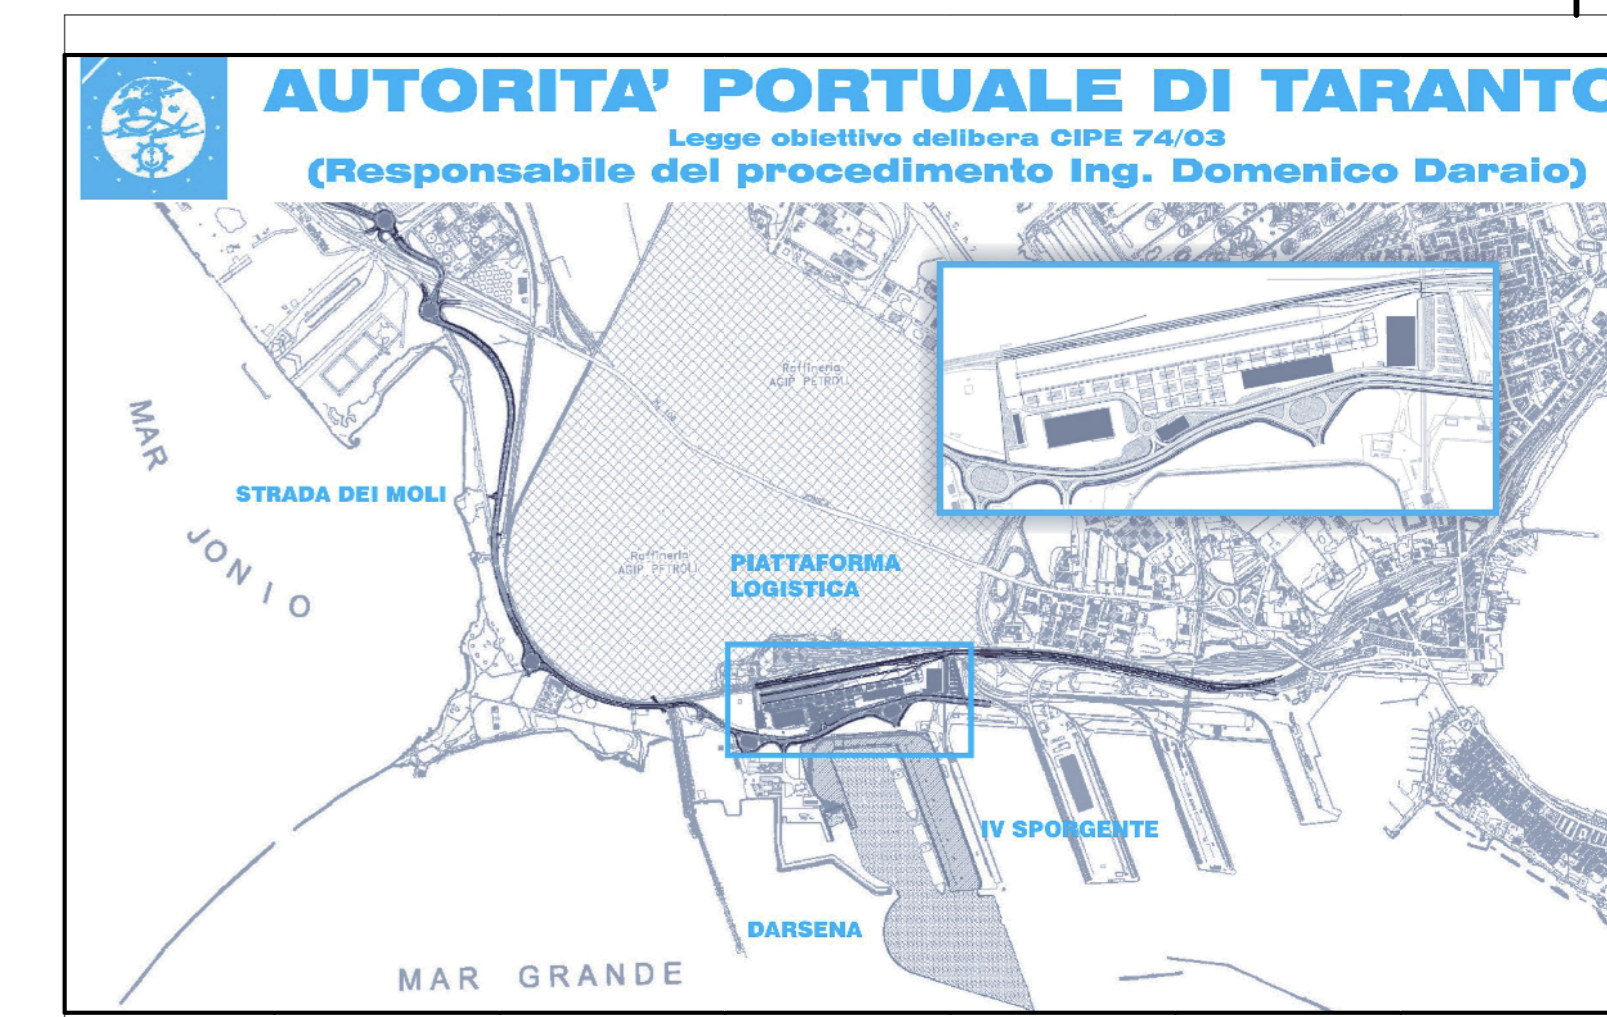 AUTORITA' PORTUALE DI TARANTO
Legge obiettivo delibera CIPE 74/03
(Responsabile del procedimento Ing. Domenico Daraio)
Raffineria
AGIP PETROLI
MAR
STRADA DEI MOLI
JONIO
Raffineria
AGIP PETROLI
PIATTAFORMA
LOGISTICA
IV SPORGENTE
DARSENA
MAR GRANDE